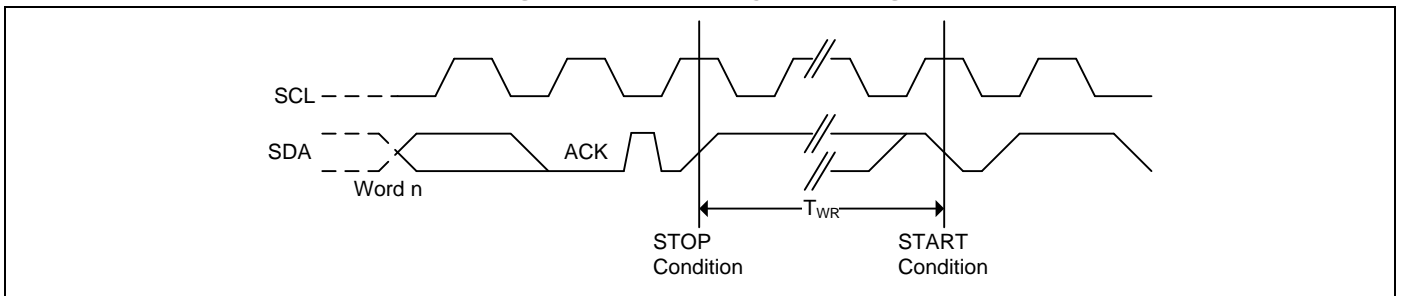 SCL
SDA
ACK
Word n
TWR
STOP
Condition
START
Condition